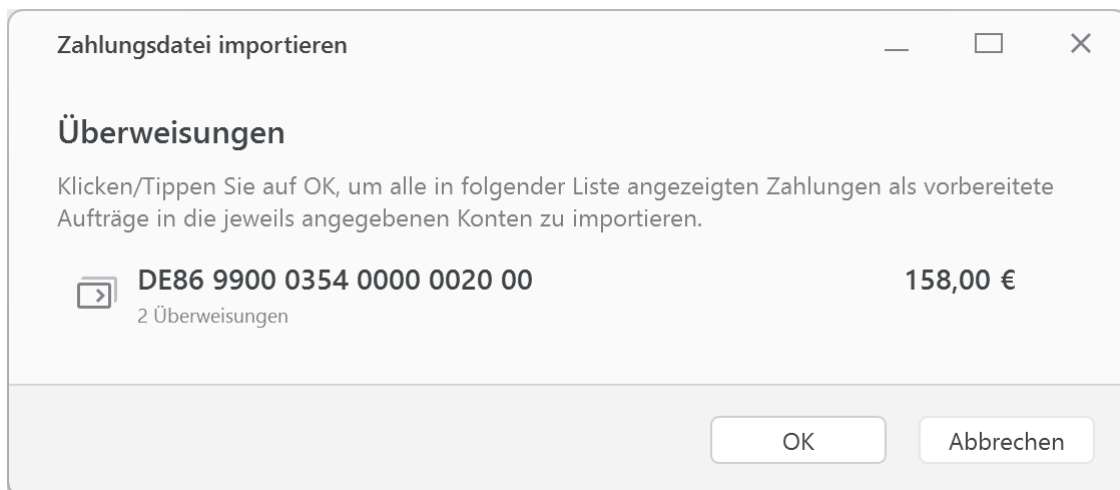 Zahlungsdatei importieren
Überweisungen
Klicken/Tippen Sie auf OK, um alle in folgender Liste angezeigten Zahlungen als vorbereitete
Aufträge in die jeweils angegebenen Konten zu importieren.
DE86 9900 0354 0000 0020 00 158,00 €
2 Überweisungen
OK Abbrechen